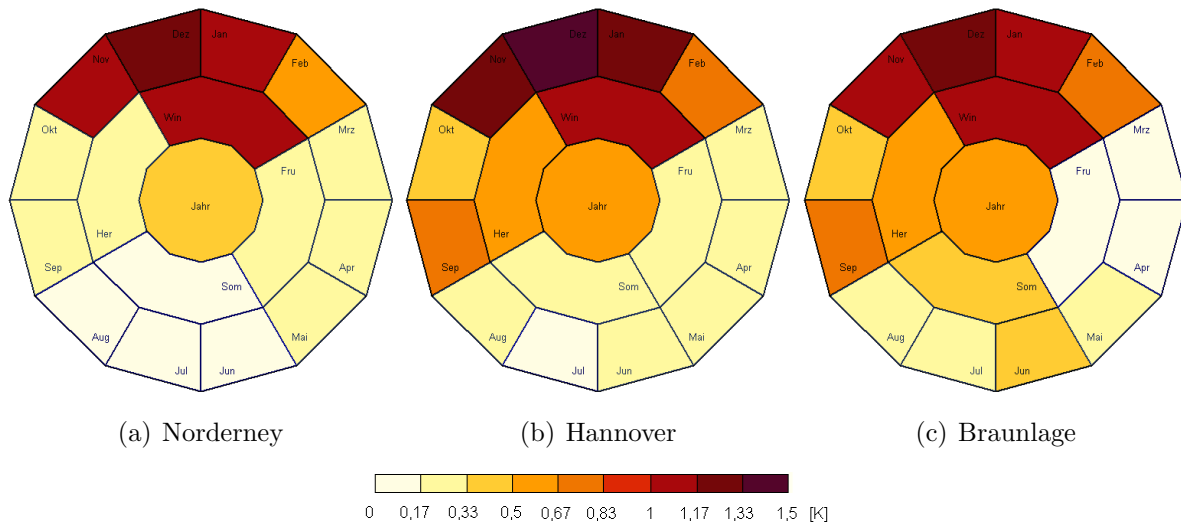 Dez Jan
Nov Feb
Okt Win Mrz
Fru
Jahr
Her
Sep Som Apr
Aug Mai
Jul Jun
Dez Jan
Nov Feb
Okt Win Mrz
Fru
Jahr
Her
Sep Som Apr
Aug Mai
Jul Jun
Dez Jan
Nov Feb
Okt Win Mrz
Fru
Jahr
Her
Sep Som Apr
Aug Mai
Jul Jun
(a) Norderney
(b) Hannover
(c) Braunlage
0 0,17 0,33 0,5 0,67 0,83 1 1,17 1,33 1,5 [K]